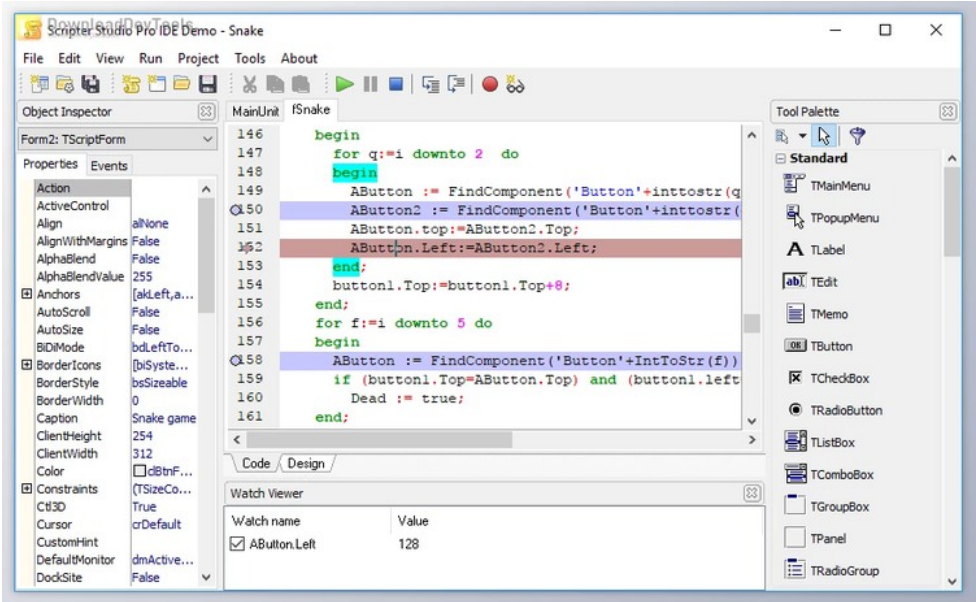 DownloadDevTools
Scripter Studio Pro IDE Demo - Snake
File Edit View Run Project Tools About
Object Inspector
Form2: TScriptForm
Properties Events
Action
ActiveControl
Align alNone
AlignWithMargins False
AlphaBlend False
AlphaBlendValue 255
Anchors [akLeft,a...
AutoScroll False
AutoSize False
BiDiMode bdLeftTo...
BorderIcons [biSyste...
BorderStyle bsSizeable
BorderWidth 0
Caption Snake game
ClientHeight 254
ClientWidth 312
Color clBtnF...
Constraints (TSizeCo...
Ctl3D True
Cursor crDefault
CustomHint
DefaultMonitor dmActive...
DockSite False
MainUnit fSnake
146 begin
147 for q:=i downto 2 do
148 begin
149 AButton := FindComponent('Button'+inttostr(q
150 AButton2 := FindComponent('Button'+inttostr(
151 AButton.top:=AButton2.Top;
152 AButton.Left:=AButton2.Left;
153 end;
154 button1.Top:=button1.Top+8;
155 end;
156 for f:=i downto 5 do
157 begin
158 AButton := FindComponent('Button'+IntToStr(f))
159 if (button1.Top=AButton.Top) and (button1.left
160 Dead := true;
161 end;
Code Design
Watch Viewer
Watch name Value
AButton.Left 128
Tool Palette
Standard
TMainMenu
TPopupMenu
A TLabel
ab TEdit
TMemo
OK TButton
TCheckBox
TRadioButton
TListBox
TComboBox
TGroupBox
TPanel
TRadioGroup